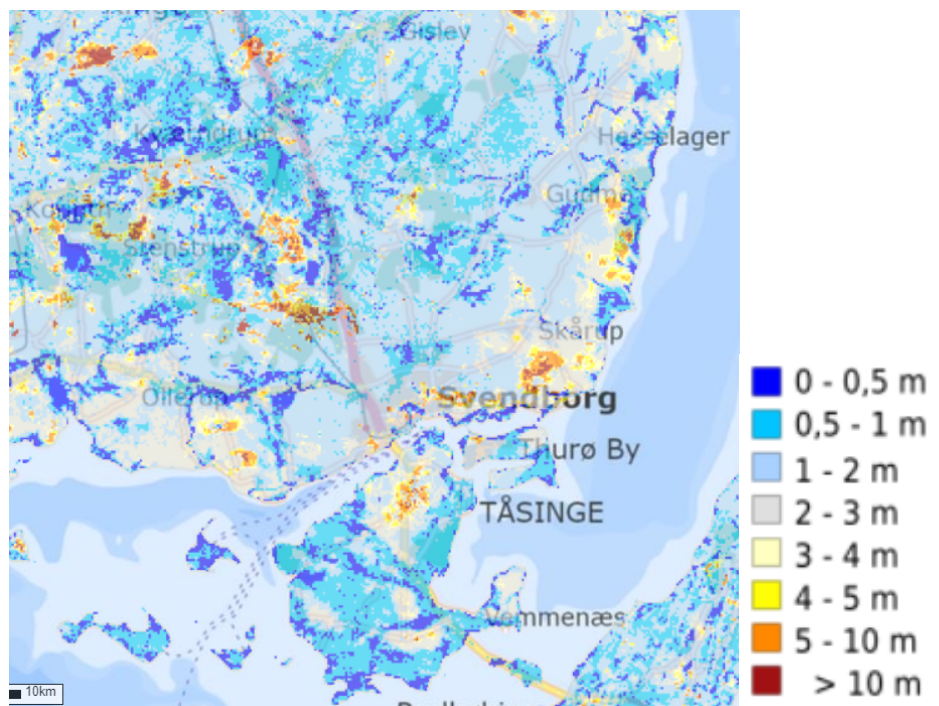 Gislev
Hesselager
Gudme
Stenstrup
Skårup
Ollerup
Svendborg
Thurø By
TÅSINGE
Vemmenæs
10km
0 - 0,5 m
0,5 - 1 m
1 - 2 m
2 - 3 m
3 - 4 m
4 - 5 m
5 - 10 m
> 10 m